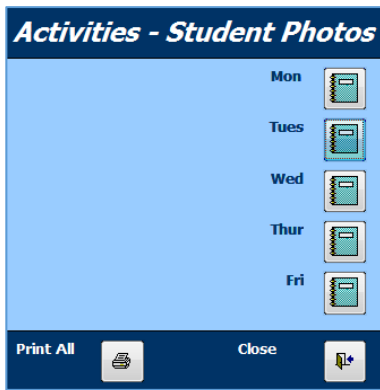 Activities - Student Photos
Mon
Tues
Wed
Thur
Fri
Print All Close